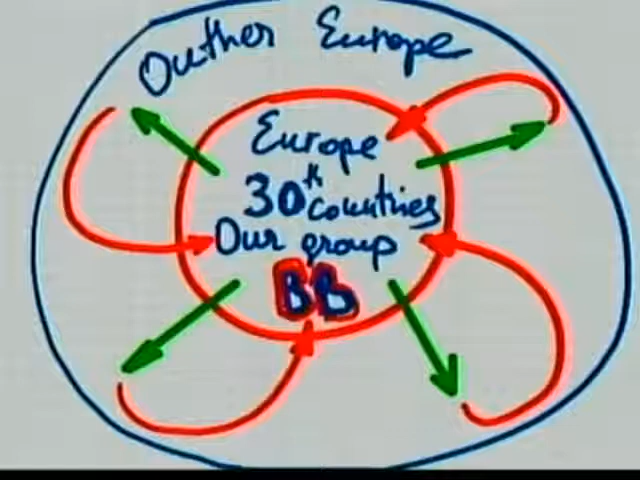 Outher Europe
Europe
30th countries
Our group
BB